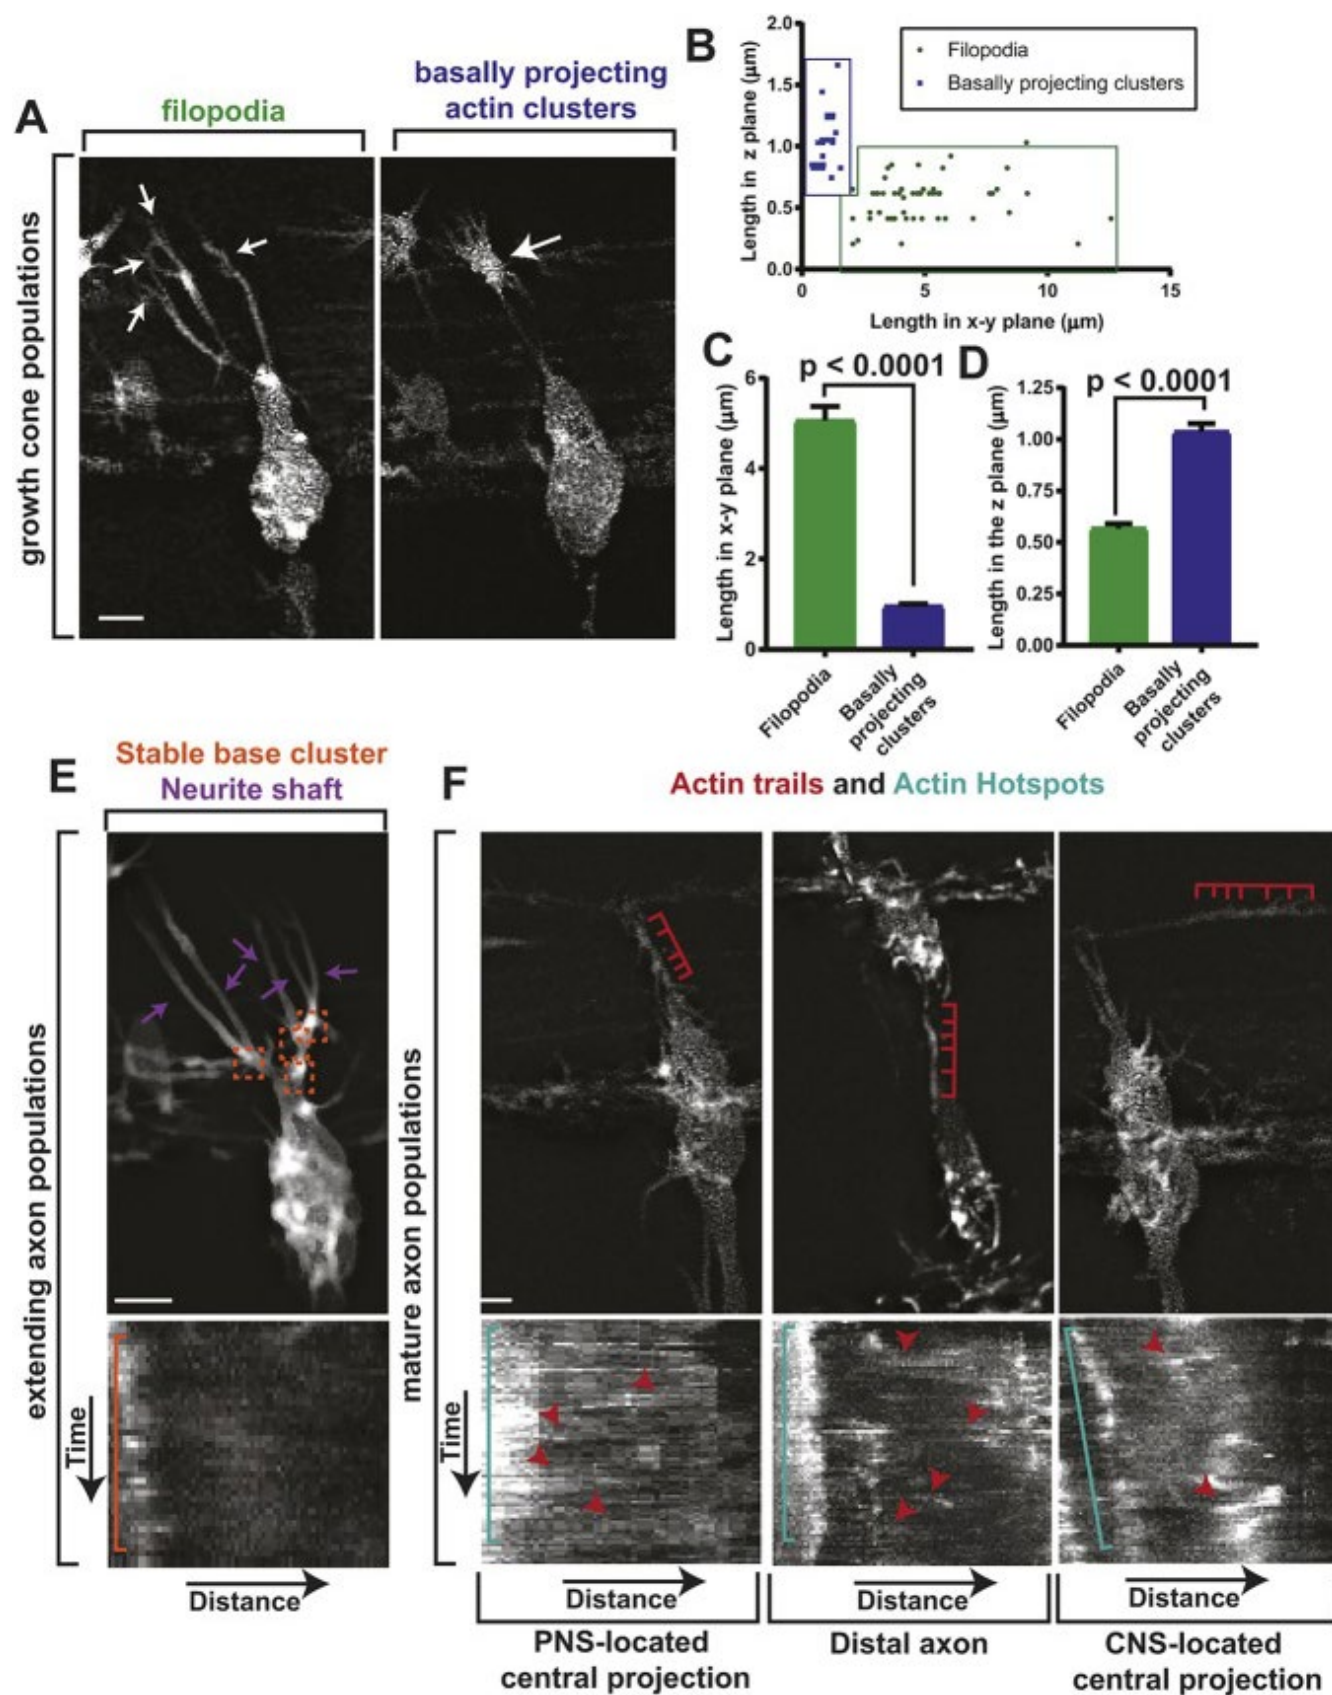 A
filopodia
basally projecting
actin clusters
growth cone populations
B
Length in z plane (μm)
2.0
1.5
1.0
0.5
0.0
0
5
10
15
Length in x-y plane (μm)
Filopodia
Basally projecting clusters
C
p < 0.0001
Length in x-y plane (μm)
6
4
2
0
Filopodia
Basally
projecting
clusters
D
p < 0.0001
Length in the z plane (μm)
1.25
1.00
0.75
0.50
0.25
0.00
Filopodia
Basally
projecting
clusters
E
Stable base cluster
Neurite shaft
extending axon populations
Time
Distance
F
Actin trails and Actin Hotspots
mature axon populations
Time
Distance
Distance
Distance
PNS-located
central projection
Distal axon
CNS-located
central projection